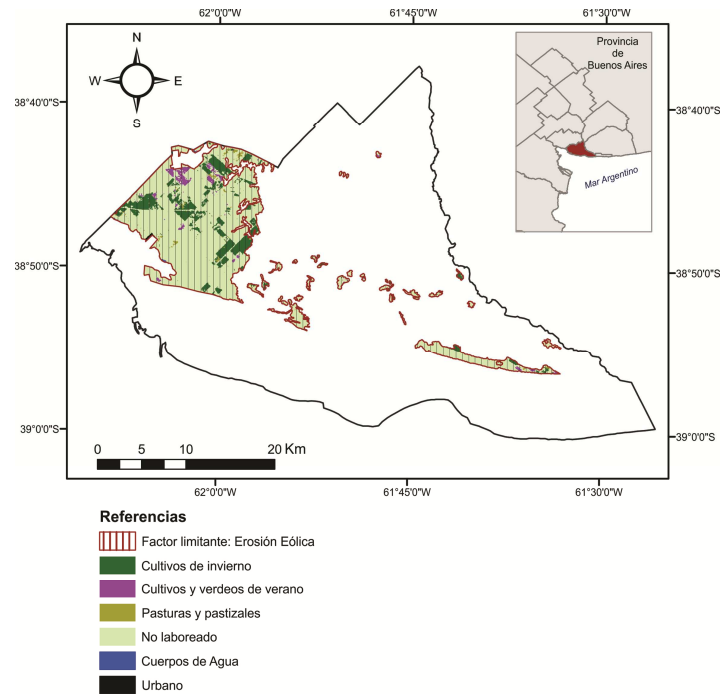 62°0'0"W 61°45'0"W 61°30'0"W
N
W E
S
Provincia
de
Buenos Aires
Mar Argentino
38°40'0"S 38°40'0"S
38°50'0"S 38°50'0"S
39°0'0"S 39°0'0"S
0 5 10 20 Km
62°0'0"W 61°45'0"W 61°30'0"W
Referencias
Factor limitante: Erosión Eólica
Cultivos de invierno
Cultivos y verdeos de verano
Pasturas y pastizales
No laboreado
Cuerpos de Agua
Urbano